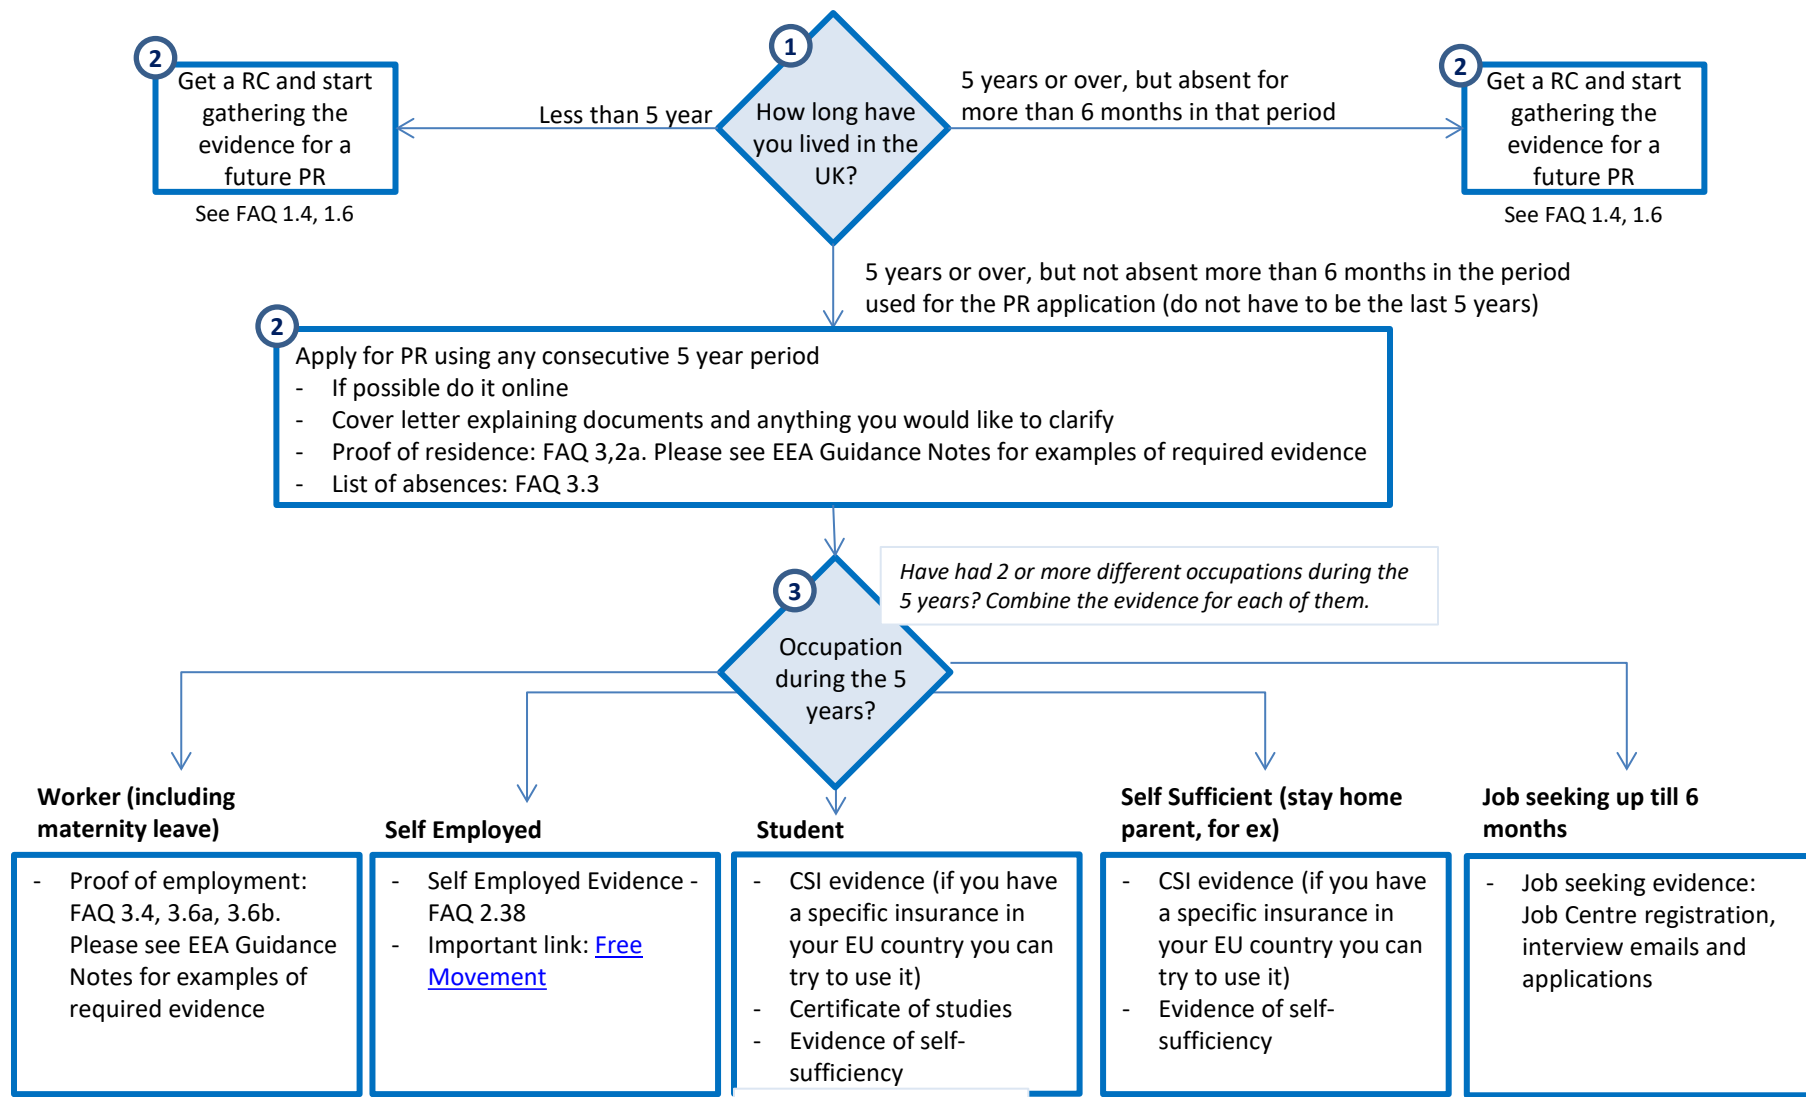 1
How long have
you lived in the
UK?
Less than 5 year
2
Get a RC and start
gathering the
evidence for a
future PR
See FAQ 1.4, 1.6
5 years or over, but absent for
more than 6 months in that period
2
Get a RC and start
gathering the
evidence for a
future PR
See FAQ 1.4, 1.6
5 years or over, but not absent more than 6 months in the period
used for the PR application (do not have to be the last 5 years)
2
Apply for PR using any consecutive 5 year period
- If possible do it online
- Cover letter explaining documents and anything you would like to clarify
- Proof of residence: FAQ 3,2a. Please see EEA Guidance Notes for examples of required evidence
- List of absences: FAQ 3.3
3
Occupation
during the 5
years?
Have had 2 or more different occupations during the
5 years? Combine the evidence for each of them.
Worker (including
maternity leave)
- Proof of employment:
FAQ 3.4, 3.6a, 3.6b.
Please see EEA Guidance
Notes for examples of
required evidence
Self Employed
- Self Employed Evidence -
FAQ 2.38
- Important link: Free
Movement
Student
- CSI evidence (if you have
a specific insurance in
your EU country you can
try to use it)
- Certificate of studies
- Evidence of self-
sufficiency
Self Sufficient (stay home
parent, for ex)
- CSI evidence (if you have
a specific insurance in
your EU country you can
try to use it)
- Evidence of self-
sufficiency
Job seeking up till 6
months
- Job seeking evidence:
Job Centre registration,
interview emails and
applications